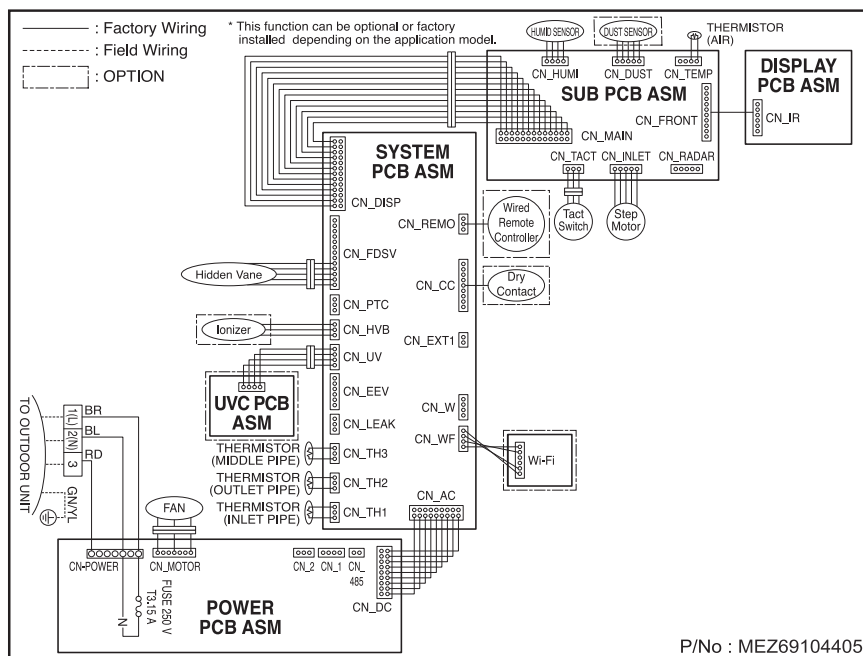 : Factory Wiring
: Field Wiring
: OPTION
* This function can be optional or factory
installed depending on the application model.
HUMID SENSOR
DUST SENSOR
THERMISTOR
(AIR)
CN_HUMI
CN_DUST
CN_TEMP
SUB PCB ASM
CN_FRONT
CN_MAIN
CN_TACT
CN_INLET
CN_RADAR
DISPLAY
PCB ASM
CN_IR
Tact
Switch
Step
Motor
SYSTEM
PCB ASM
CN_DISP
CN_REMO
Wired
Remote
Controller
CN_FDSV
Hidden Vane
CN_CC
Dry
Contact
CN_PTC
Ionizer
CN_HVB
CN_EXT1
CN_UV
UVC PCB
ASM
CN_EEV
CN_W
CN_LEAK
CN_WF
Wi-Fi
THERMISTOR
(MIDDLE PIPE)
CN_TH3
THERMISTOR
(OUTLET PIPE)
CN_TH2
THERMISTOR
(INLET PIPE)
CN_TH1
CN_AC
TO OUTDOOR UNIT
1(L)
2(N)
3
BR
BL
RD
GN/YL
FAN
CN-POWER
CN_MOTOR
CN_2
CN_1
CN_
485
CN_DC
FUSE 250 V
T3.15 A
N
POWER
PCB ASM
P/No : MEZ69104405